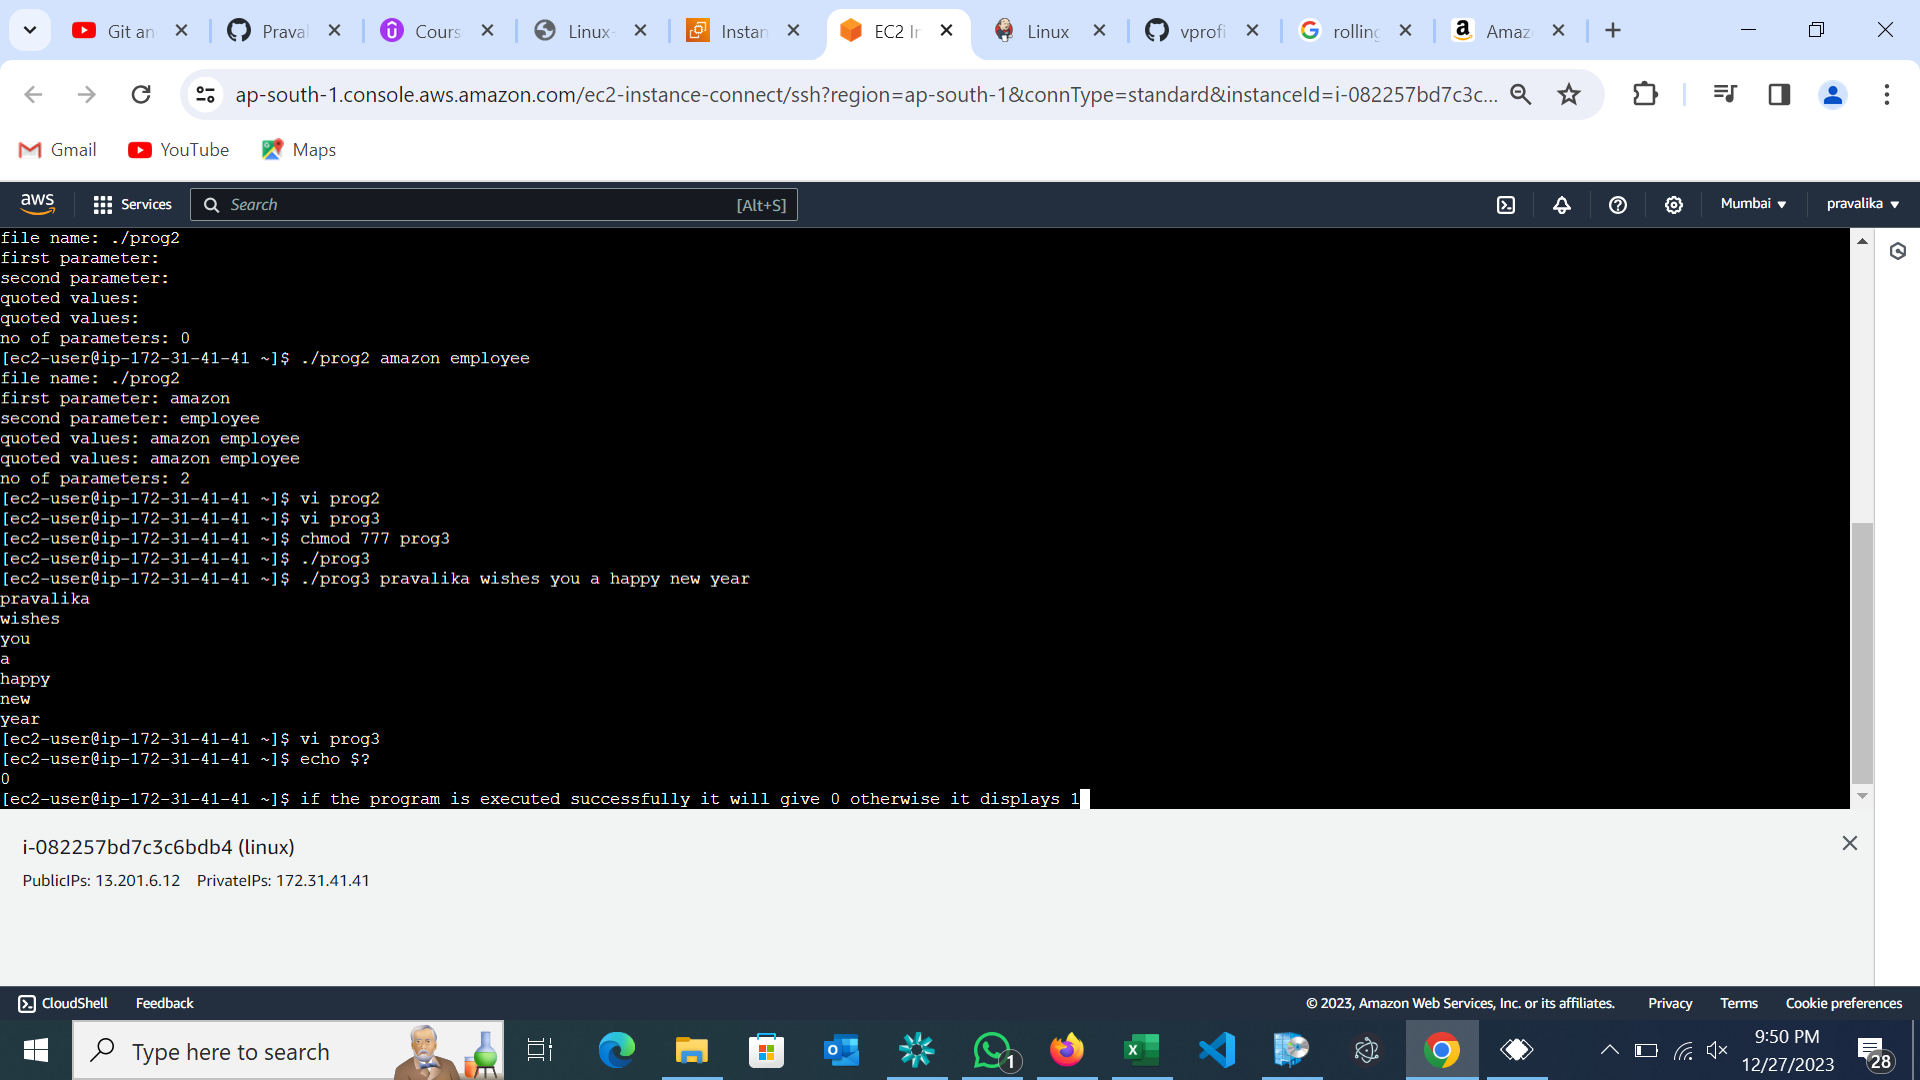 Git an
Praval
Cours
Linux-
Instan
EC2 In
Linux
vprofi
rolling
Amaz
ap-south-1.console.aws.amazon.com/ec2-instance-connect/ssh?region=ap-south-1&connType=standard&instanceId=i-082257bd7c3c...
Gmail
YouTube
Maps
aws
Services
Search
[Alt+S]
Mumbai
pravalika
file name: ./prog2
first parameter:
second parameter:
quoted values:
quoted values:
no of parameters: 0
[ec2-user@ip-172-31-41-41 ~]$ ./prog2 amazon employee
file name: ./prog2
first parameter: amazon
second parameter: employee
quoted values: amazon employee
quoted values: amazon employee
no of parameters: 2
[ec2-user@ip-172-31-41-41 ~]$ vi prog2
[ec2-user@ip-172-31-41-41 ~]$ vi prog3
[ec2-user@ip-172-31-41-41 ~]$ chmod 777 prog3
[ec2-user@ip-172-31-41-41 ~]$ ./prog3
[ec2-user@ip-172-31-41-41 ~]$ ./prog3 pravalika wishes you a happy new year
pravalika
wishes
you
a
happy
new
year
[ec2-user@ip-172-31-41-41 ~]$ vi prog3
[ec2-user@ip-172-31-41-41 ~]$ echo $?
0
[ec2-user@ip-172-31-41-41 ~]$ if the program is executed successfully it will give 0 otherwise it displays 1
i-082257bd7c3c6bdb4 (linux)
PublicIPs: 13.201.6.12 PrivateIPs: 172.31.41.41
CloudShell
Feedback
© 2023, Amazon Web Services, Inc. or its affiliates.
Privacy
Terms
Cookie preferences
Type here to search
1
9:50 PM
12/27/2023
28